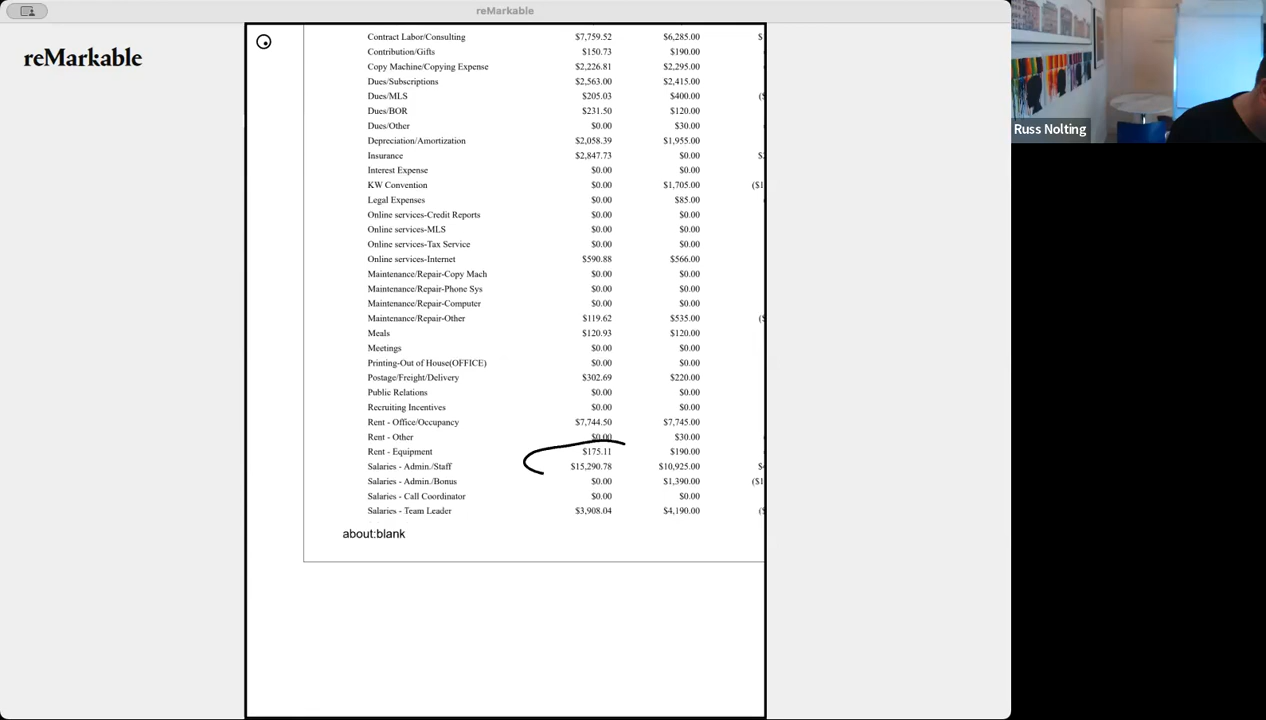 reMarkable
reMarkable
Contract Labor/Consulting $7,759.52 $6,285.00 $
Contribution/Gifts $150.73 $190.00
Copy Machine/Copying Expense $2,226.81 $2,295.00
Dues/Subscriptions $2,563.00 $2,415.00
Dues/MLS $205.03 $400.00 ($
Dues/BOR $231.50 $120.00
Dues/Other $0.00 $30.00
Depreciation/Amortization $2,058.39 $1,955.00
Insurance $2,847.73 $0.00 $2
Interest Expense $0.00 $0.00
KW Convention $0.00 $1,705.00 ($1
Legal Expenses $0.00 $85.00
Online services-Credit Reports $0.00 $0.00
Online services-MLS $0.00 $0.00
Online services-Tax Service $0.00 $0.00
Online services-Internet $590.88 $566.00
Maintenance/Repair-Copy Mach $0.00 $0.00
Maintenance/Repair-Phone Sys $0.00 $0.00
Maintenance/Repair-Computer $0.00 $0.00
Maintenance/Repair-Other $119.62 $535.00 ($
Meals $120.93 $120.00
Meetings $0.00 $0.00
Printing-Out of House(OFFICE) $0.00 $0.00
Postage/Freight/Delivery $302.69 $220.00
Public Relations $0.00 $0.00
Recruiting Incentives $0.00 $0.00
Rent - Office/Occupancy $7,744.50 $7,745.00
Rent - Other $0.00 $30.00
Rent - Equipment $175.11 $190.00
Salaries - Admin./Staff $15,290.78 $10,925.00 $4
Salaries - Admin./Bonus $0.00 $1,390.00 ($1
Salaries - Call Coordinator $0.00 $0.00
Salaries - Team Leader $3,908.04 $4,190.00 ($
about:blank
Russ Nolting